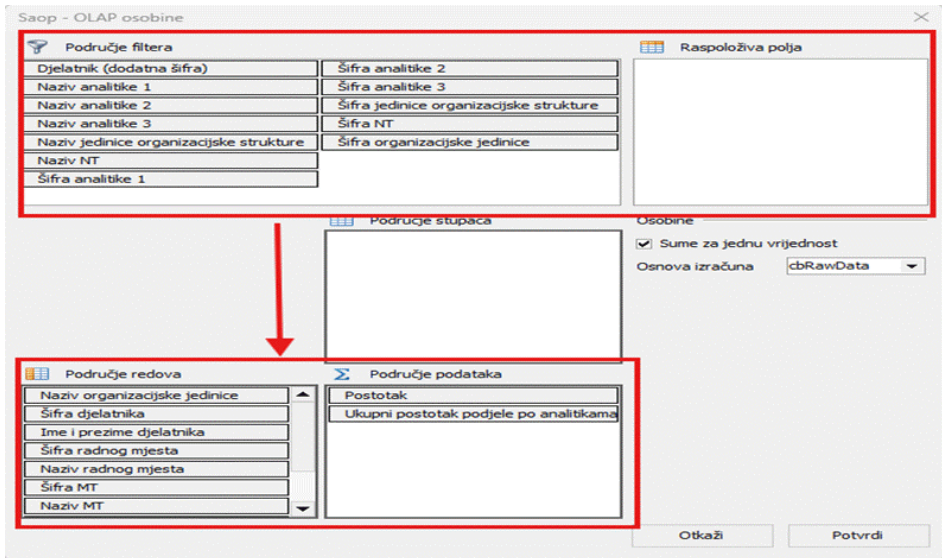 Saop - OLAP osobine
Područje filtera
Djelatnik (dodatna šifra)
Naziv analitike 1
Naziv analitike 2
Naziv analitike 3
Naziv jedinice organizacijske strukture
Naziv NT
Šifra analitike 1
Šifra analitike 2
Šifra analitike 3
Šifra jedinice organizacijske strukture
Šifra NT
Šifra organizacijske jedinice
Raspoloživa polja
Područje stupaca
Osobine
Sume za jednu vrijednost
Osnova izračuna
cbRawData
Područje redova
Naziv organizacijske jedinice
Šifra djelatnika
Ime i prezime djelatnika
Šifra radnog mjesta
Naziv radnog mjesta
Šifra MT
Naziv MT
Područje podataka
Postotak
Ukupni postotak podjele po analitikama
Otkaži
Potvrdi